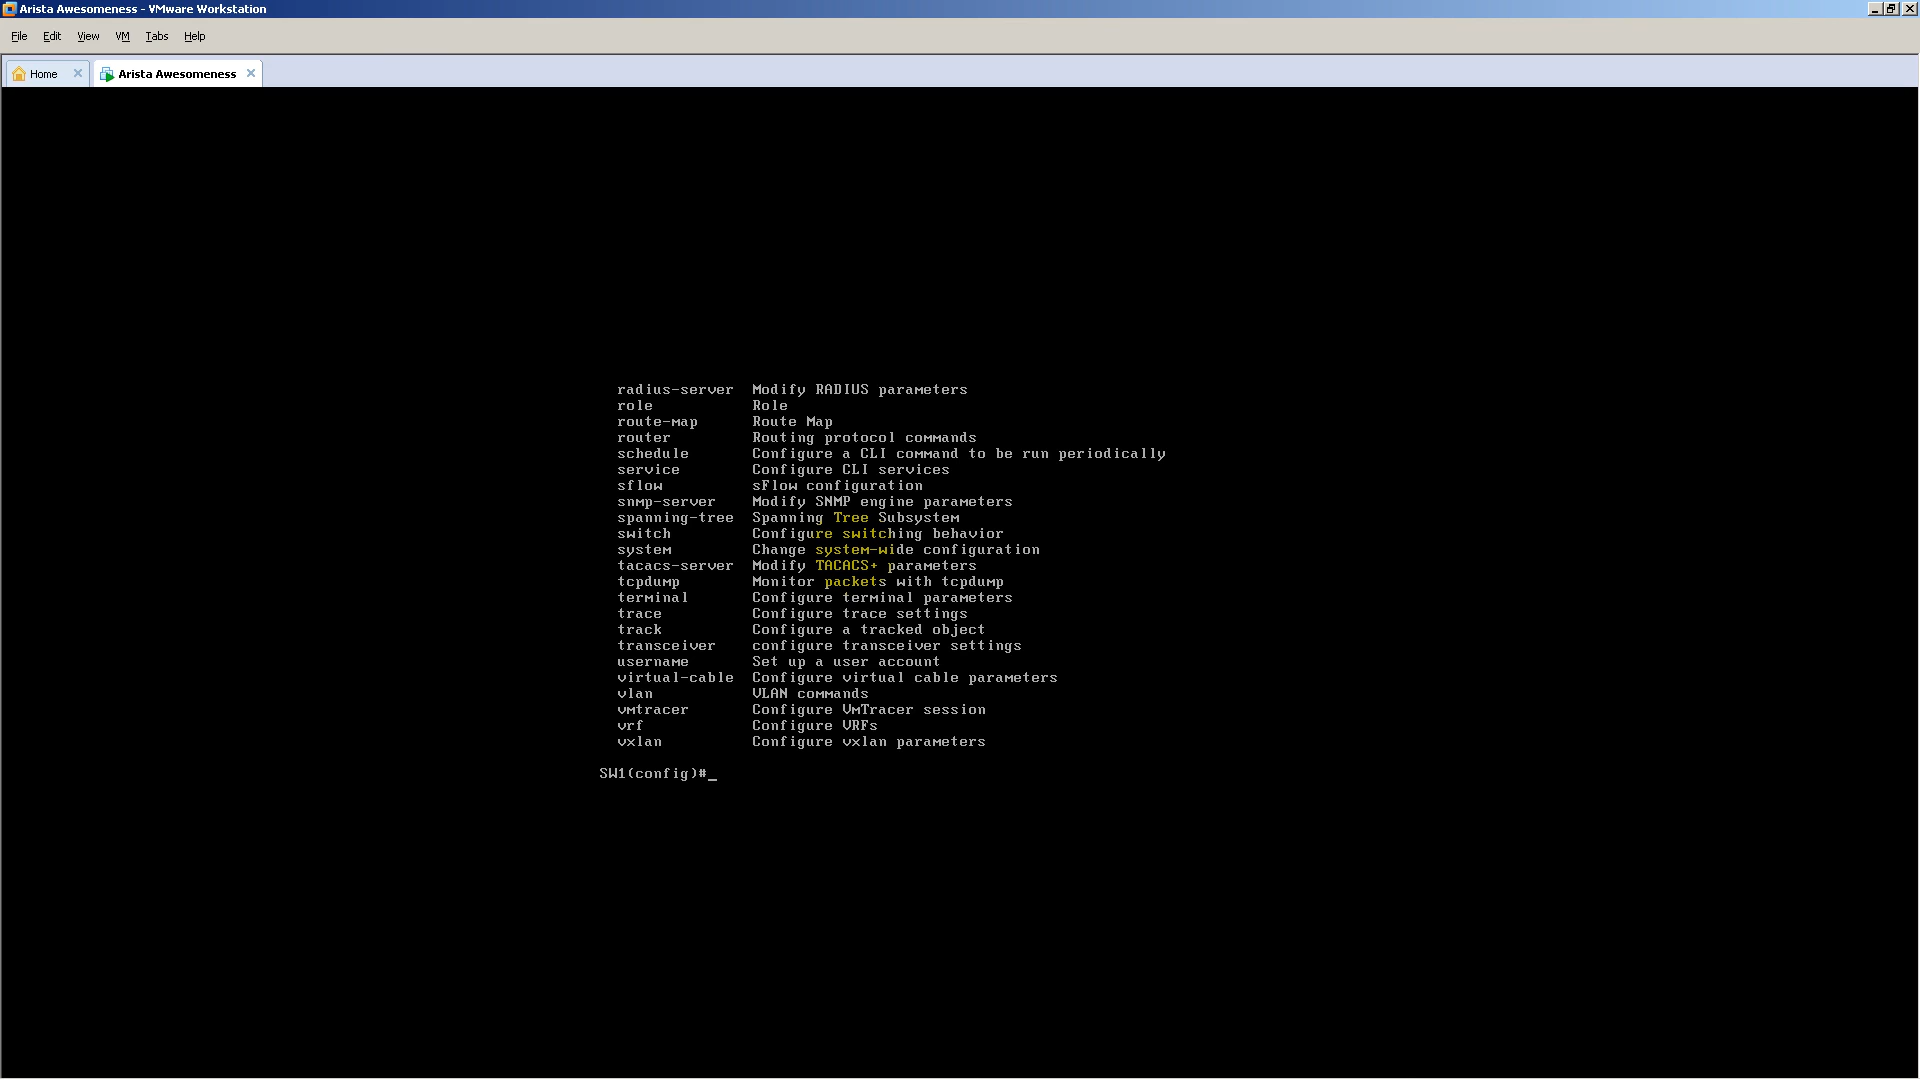 Arista Awesomeness - VMware Workstation
File Edit View VM Tabs Help
Home Arista Awesomeness
radius-server Modify RADIUS parameters
role Role
route-map Route Map
router Routing protocol commands
schedule Configure a CLI command to be run periodically
service Configure CLI services
sflow sFlow configuration
snmp-server Modify SNMP engine parameters
spanning-tree Spanning Tree Subsystem
switch Configure switching behavior
system Change system-wide configuration
tacacs-server Modify TACACS+ parameters
tcpdump Monitor packets with tcpdump
terminal Configure terminal parameters
trace Configure trace settings
track Configure a tracked object
transceiver configure transceiver settings
username Set up a user account
virtual-cable Configure virtual cable parameters
vlan VLAN commands
vmtracer Configure VmTracer session
vrf Configure VRFs
vxlan Configure vxlan parameters
SW1(config)#_